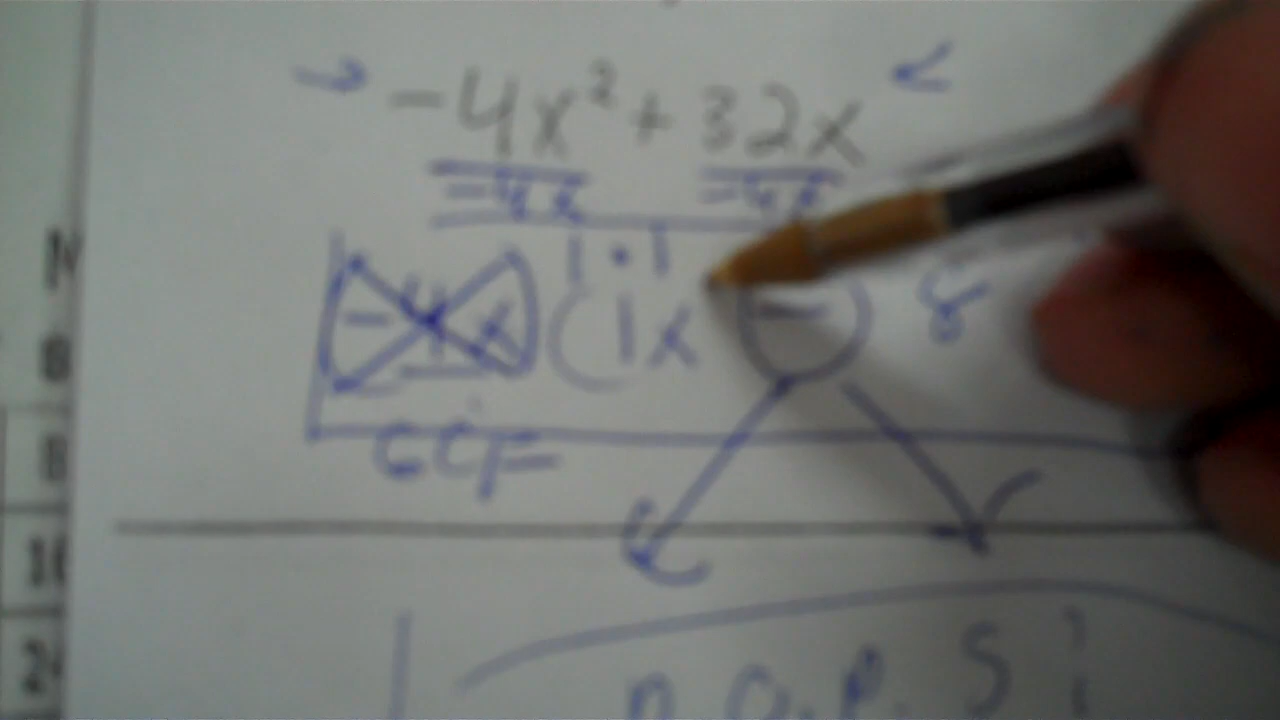 -4x² + 32x
-4x -4x
1 • 1
-4x (1x - 8
GCF
D.O.P.S!